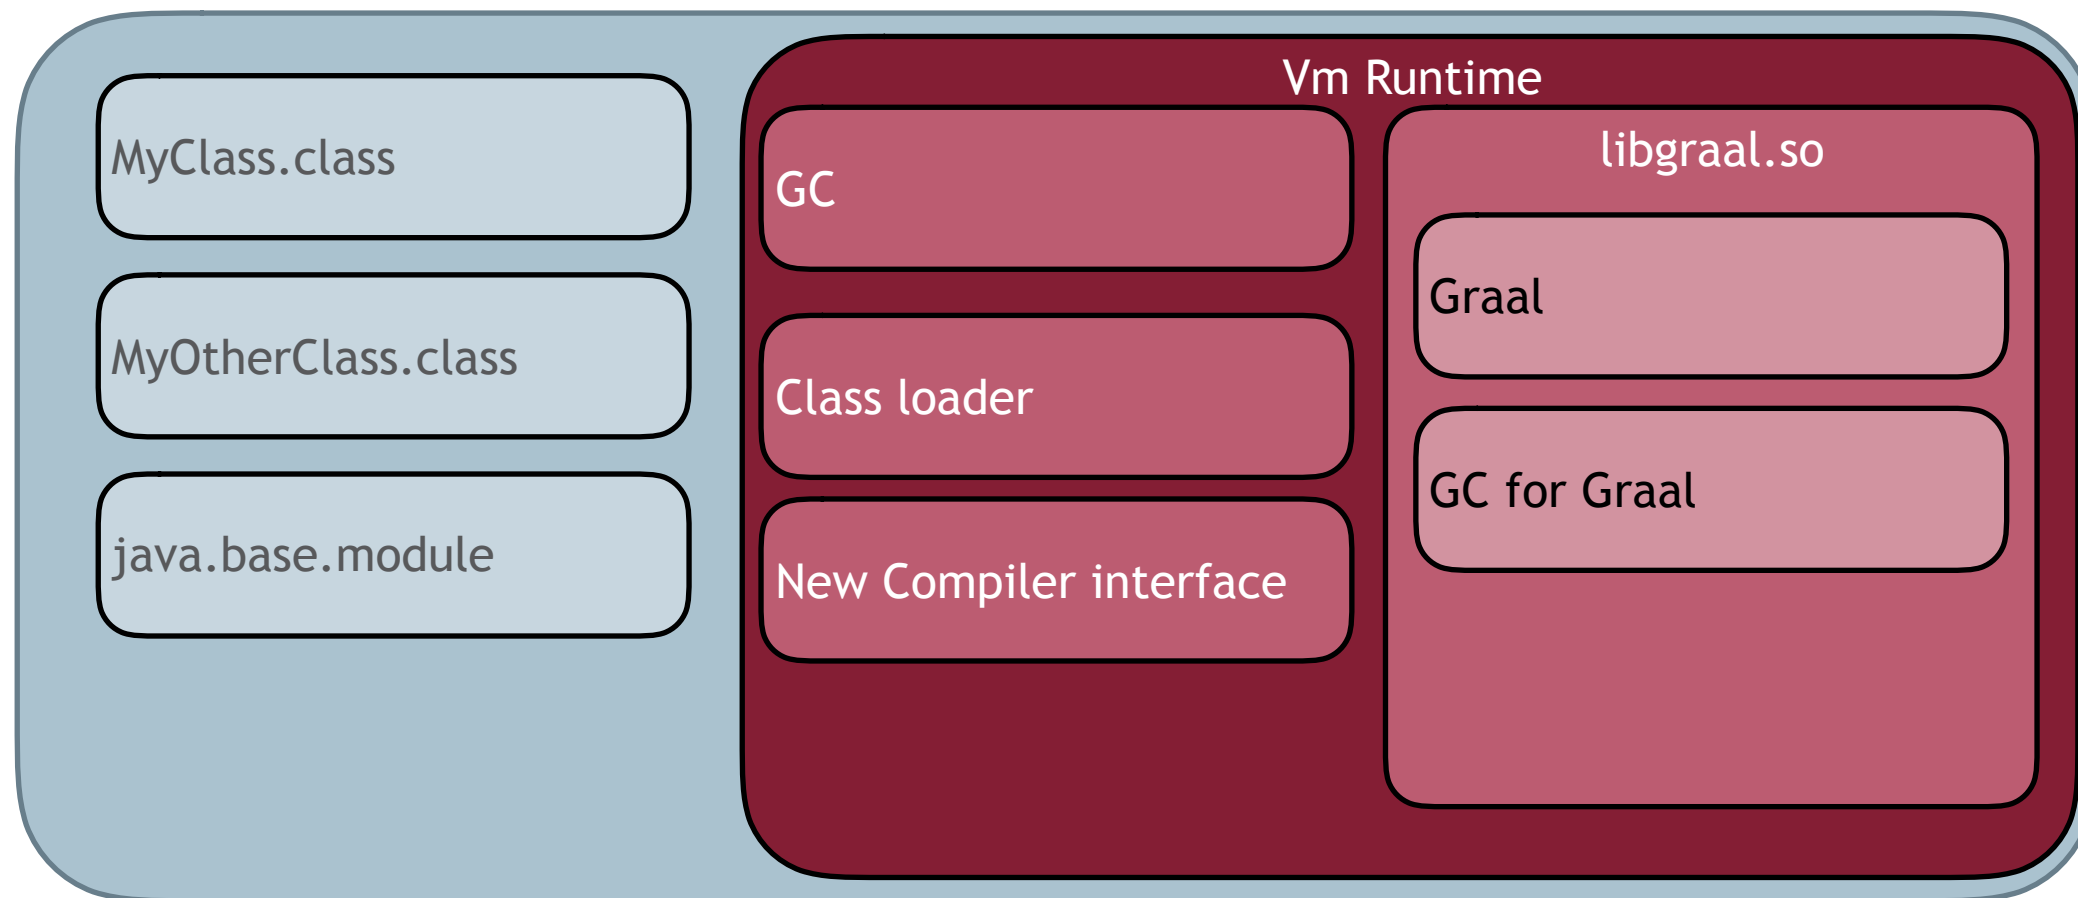 MyClass.class
MyOtherClass.class
java.base.module
Vm Runtime
GC
Class loader
New Compiler interface
libgraal.so
Graal
GC for Graal